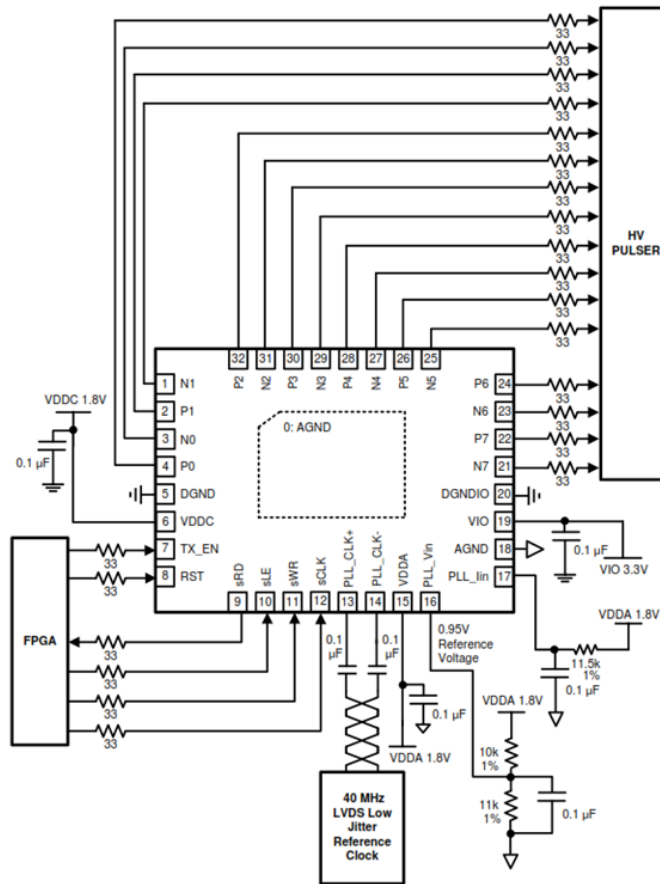 33
33
33
33
33
33
33
33
33
33
33
33
HV
PULSER
32 31 30 29 28 27 26 25
P2 N2 P3 N3 P4 N4 P5 N5
1 N1
2 P1
3 N0
4 P0
5 DGND
6 VDDC
7 TX_EN
8 RST
0: AGND
P6 24
N6 23
P7 22
N7 21
DGNDIO 20
VIO 19
AGND 18
PLL_Iin 17
33
33
33
33
VDDC 1.8V
0.1 µF
0.1 µF
VIO 3.3V
sRD sLE sWR sCLK PLL_CLK+ PLL_CLK- VDDA PLL_Vin
9 10 11 12 13 14 15 16
FPGA
33
33
33
33
33
33
0.1
µF
0.1
µF
0.95V
Reference
Voltage
0.1 µF
VDDA 1.8V
VDDA 1.8V
11.5k
1%
0.1 µF
VDDA 1.8V
10k
1%
11k
1%
0.1 µF
40 MHz
LVDS Low
Jitter
Reference
Clock